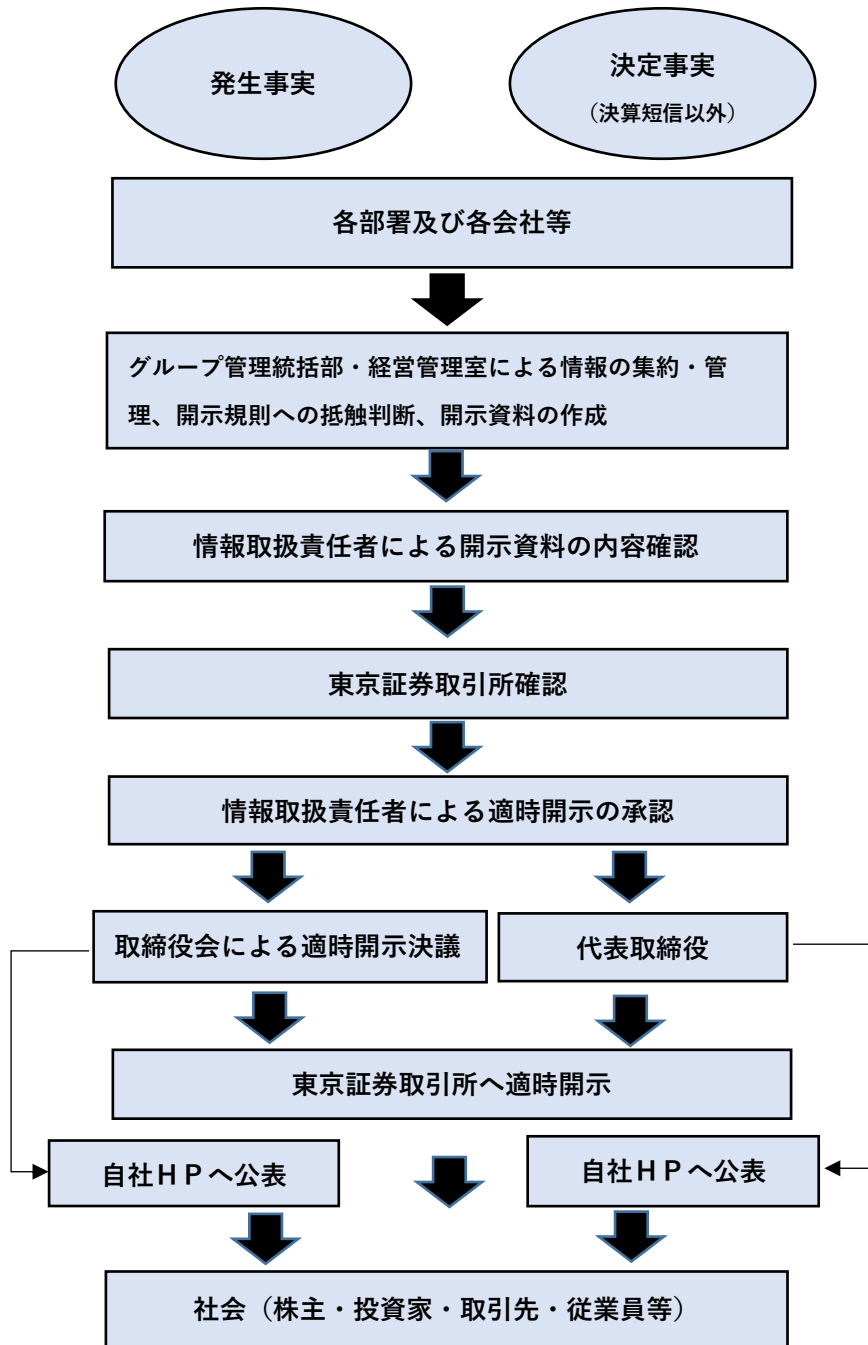 発生事実
決定事実
（決算短信以外）
各部署及び各会社等
グループ管理統括部・経営管理室による情報の集約・管
理、開示規則への抵触判断、開示資料の作成
情報取扱責任者による開示資料の内容確認
東京証券取引所確認
情報取扱責任者による適時開示の承認
取締役会による適時開示決議
代表取締役
東京証券取引所へ適時開示
自社ＨＰへ公表
自社ＨＰへ公表
社会（株主・投資家・取引先・従業員等）